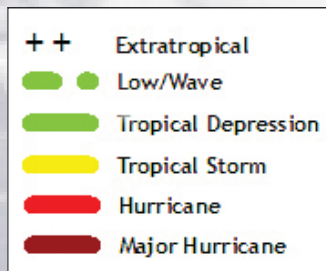 ++ Extratropical
Low/Wave
Tropical Depression
Tropical Storm
Hurricane
Major Hurricane